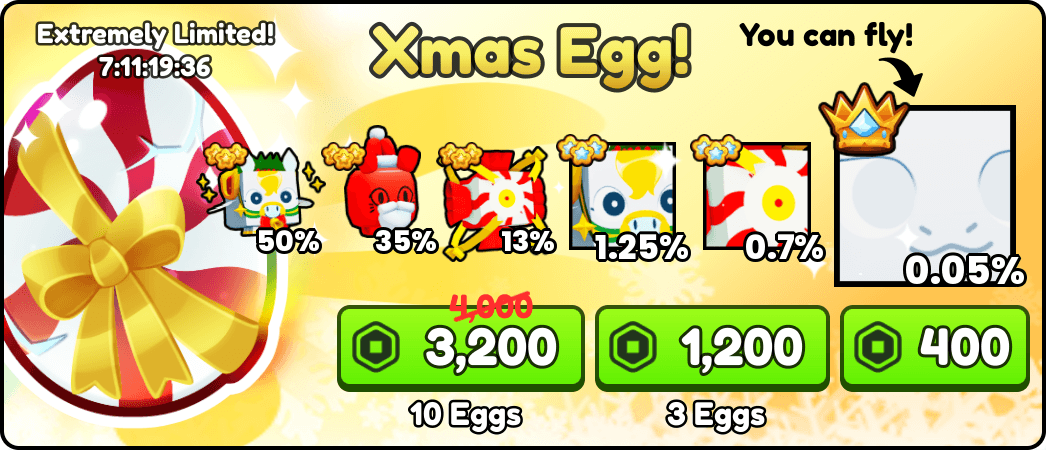 Extremely Limited!
7:11:19:36
Xmas Egg!
You can fly!
50%
35%
13%
1.25%
0.7%
0.05%
4,000
3,200
1,200
400
10 Eggs
3 Eggs